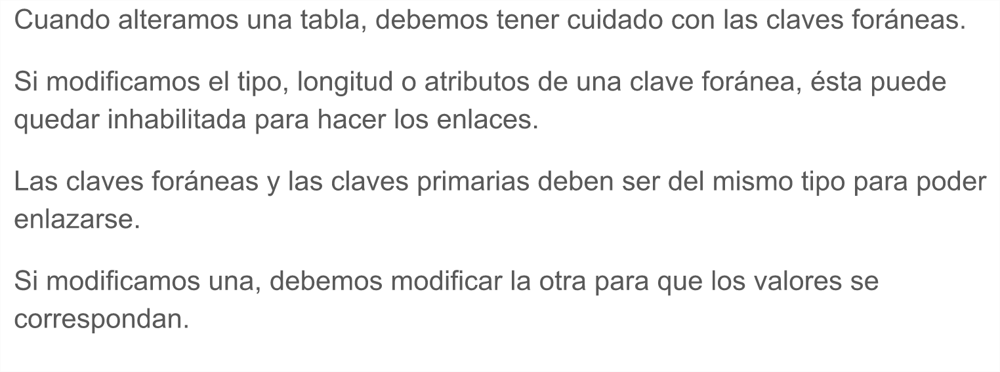 Cuando alteramos una tabla, debemos tener cuidado con las claves foráneas.
Si modificamos el tipo, longitud o atributos de una clave foránea, ésta puede
quedar inhabilitada para hacer los enlaces.
Las claves foráneas y las claves primarias deben ser del mismo tipo para poder
enlazarse.
Si modificamos una, debemos modificar la otra para que los valores se
correspondan.